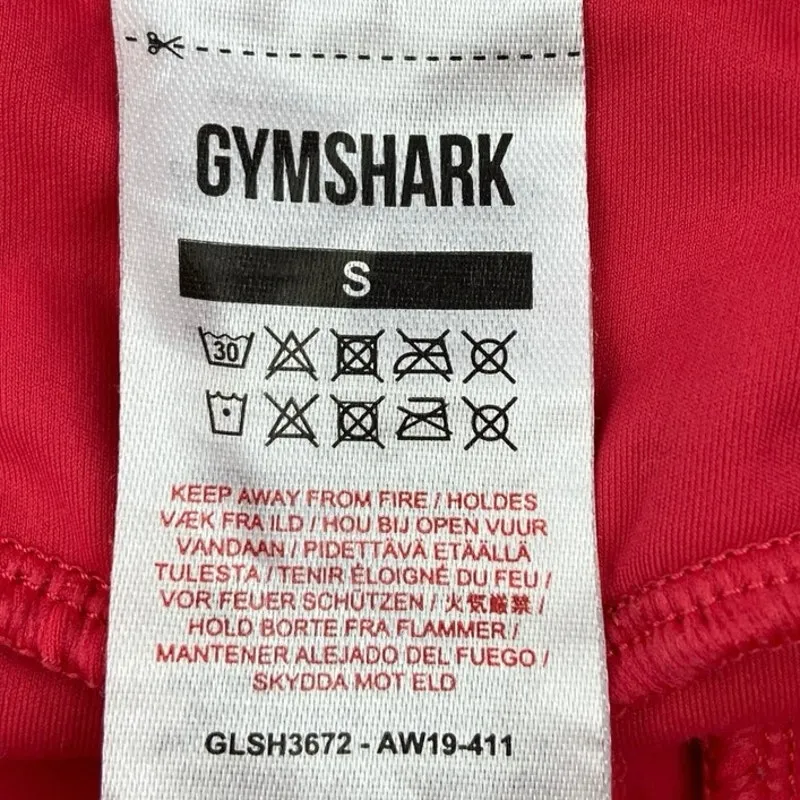 GYMSHARK
S
30
KEEP AWAY FROM FIRE / HOLDES
VÆK FRA ILD / HOU BIJ OPEN VUUR
VANDAAN / PIDETTÄVÄ ETÄÄLLÄ
TULESTA / TENIR ÉLOIGNÉ DU FEU /
VOR FEUER SCHÜTZEN / 火気厳禁 /
HOLD BORTE FRA FLAMMER /
MANTENER ALEJADO DEL FUEGO /
SKYDDA MOT ELD
GLSH3672 - AW19-411